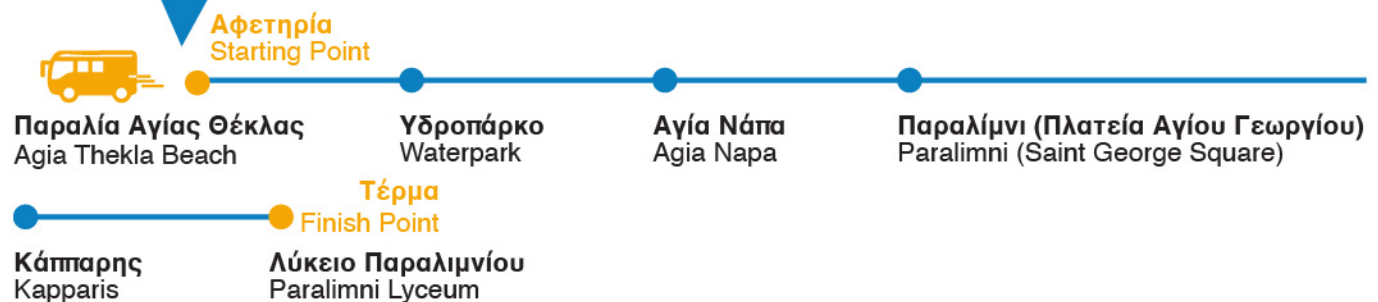 Αφετηρία
Starting Point
Παραλία Αγίας Θέκλας
Agia Thekla Beach
Υδροπάρκο
Waterpark
Αγία Νάπα
Agia Napa
Παραλίμνι (Πλατεία Αγίου Γεωργίου)
Paralimni (Saint George Square)
Τέρμα
Finish Point
Κάππαρης
Kapparis
Λύκειο Παραλιμνίου
Paralimni Lyceum